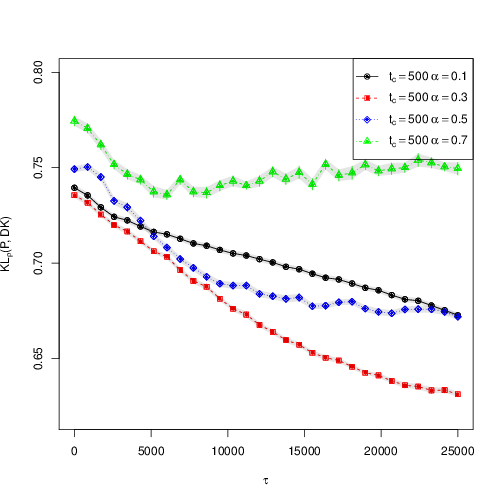 t_c = 500 α = 0.1
t_c = 500 α = 0.3
t_c = 500 α = 0.5
t_c = 500 α = 0.7
KL_p(P, DK)
0.80
0.75
0.70
0.65
0 5000 10000 15000 20000 25000
τ